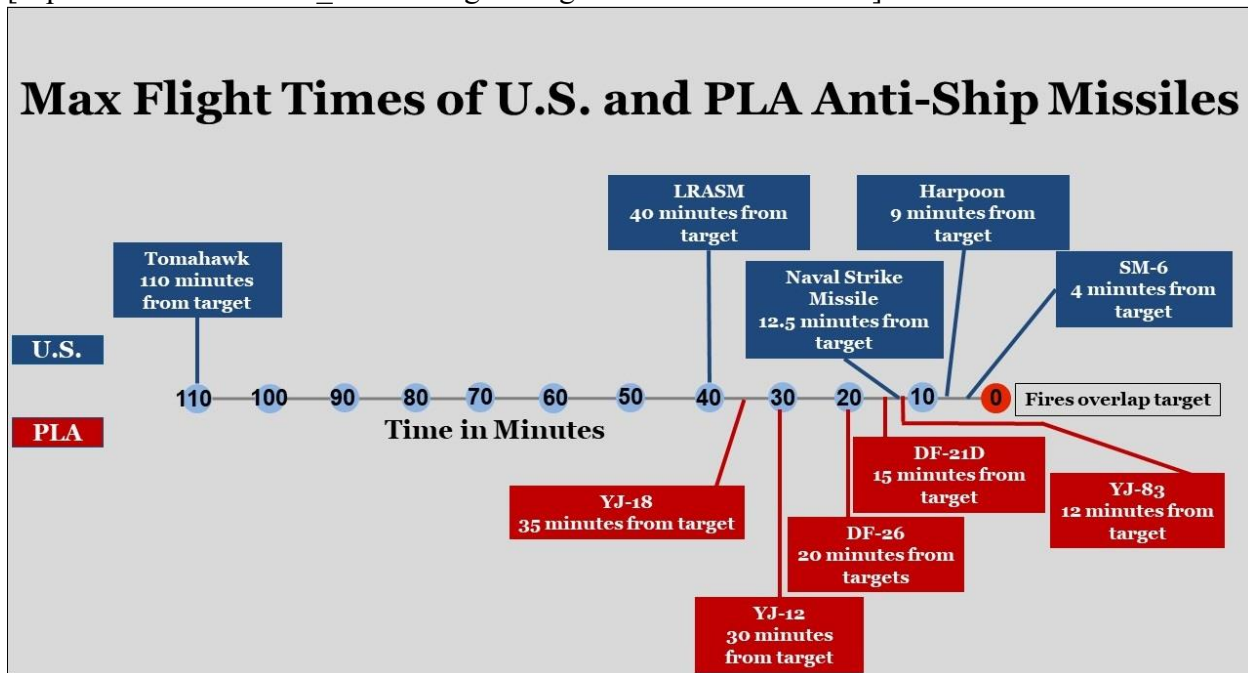 Max Flight Times of U.S. and PLA Anti-Ship Missiles
LRASM
40 minutes from
target
Harpoon
9 minutes from
target
Tomahawk
110 minutes
from target
Naval Strike
Missile
12.5 minutes from
target
SM-6
4 minutes from
target
U.S.
110 100 90 80 70 60 50 40 30 20 10 0
Fires overlap target
PLA
Time in Minutes
YJ-18
35 minutes from target
DF-21D
15 minutes from
target
YJ-83
12 minutes from
target
DF-26
20 minutes from
targets
YJ-12
30 minutes
from target